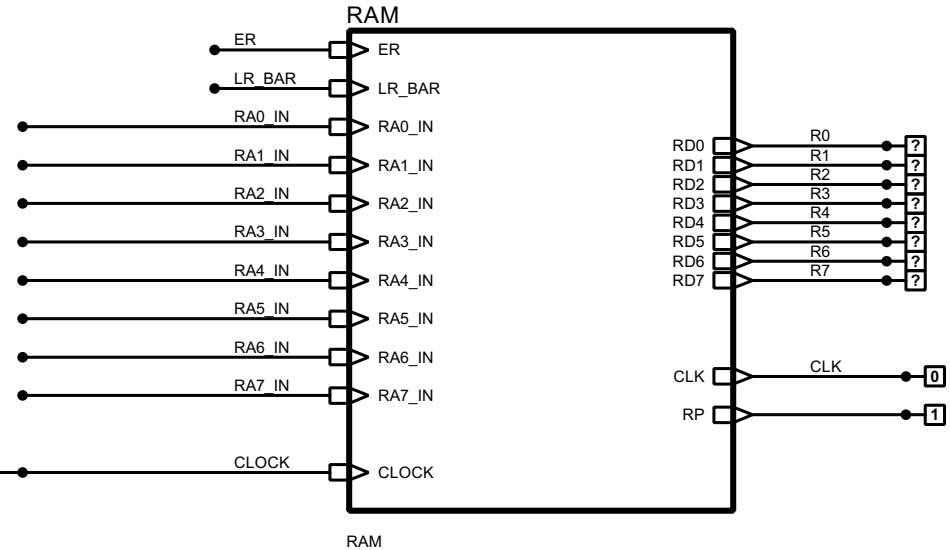 RAM
ER ER
LR_BAR LR_BAR
RA0_IN RA0_IN
RD0 R0 ?
RA1_IN RA1_IN
RD1 R1 ?
RD2 R2 ?
RA2_IN RA2_IN
RD3 R3 ?
RD4 R4 ?
RA3_IN RA3_IN
RD5 R5 ?
RD6 R6 ?
RA4_IN RA4_IN
RD7 R7 ?
RA5_IN RA5_IN
RA6_IN RA6_IN
CLK CLK 0
RA7_IN RA7_IN
RP 1
CLOCK CLOCK
RAM